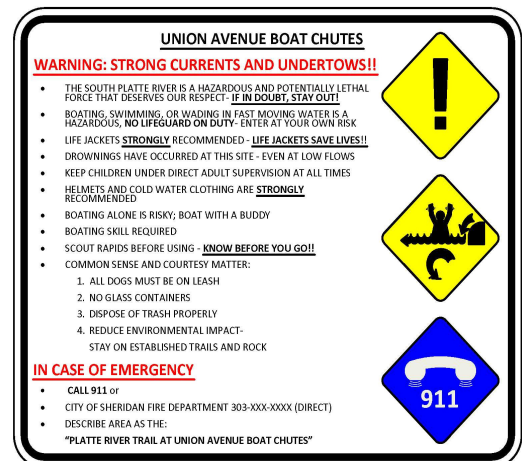 UNION AVENUE BOAT CHUTES
WARNING: STRONG CURRENTS AND UNDERTOWS!!
• THE SOUTH PLATTE RIVER IS A HAZARDOUS AND POTENTIALLY LETHAL
FORCE THAT DESERVES OUR RESPECT- IF IN DOUBT, STAY OUT!
• BOATING, SWIMMING, OR WADING IN FAST MOVING WATER IS A
HAZARDOUS, NO LIFEGUARD ON DUTY- ENTER AT YOUR OWN RISK
• LIFE JACKETS STRONGLY RECOMMENDED - LIFE JACKETS SAVE LIVES!!
• DROWNINGS HAVE OCCURRED AT THIS SITE - EVEN AT LOW FLOWS
• KEEP CHILDREN UNDER DIRECT ADULT SUPERVISION AT ALL TIMES
• HELMETS AND COLD WATER CLOTHING ARE STRONGLY
RECOMMENDED
• BOATING ALONE IS RISKY; BOAT WITH A BUDDY
• BOATING SKILL REQUIRED
• SCOUT RAPIDS BEFORE USING - KNOW BEFORE YOU GO!!
• COMMON SENSE AND COURTESY MATTER:
1. ALL DOGS MUST BE ON LEASH
2. NO GLASS CONTAINERS
3. DISPOSE OF TRASH PROPERLY
4. REDUCE ENVIRONMENTAL IMPACT-
STAY ON ESTABLISHED TRAILS AND ROCK
IN CASE OF EMERGENCY
• CALL 911 or
• CITY OF SHERIDAN FIRE DEPARTMENT 303-XXX-XXXX (DIRECT)
• DESCRIBE AREA AS THE:
"PLATTE RIVER TRAIL AT UNION AVENUE BOAT CHUTES"
!
911